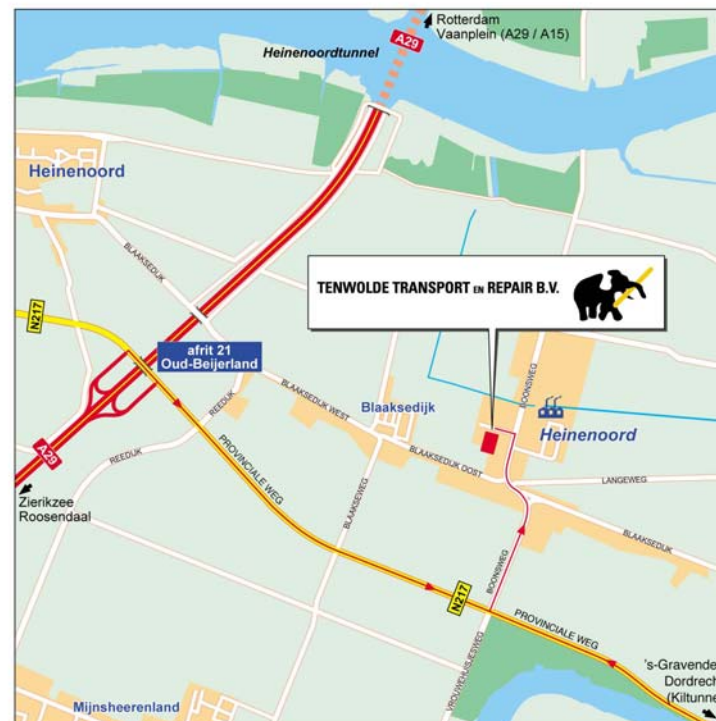 Rotterdam
Vaanplein (A29 / A15)
A29
Heinenoordtunnel
Heinenoord
BLAAKSEDIJK
TENWOLDE TRANSPORT EN REPAIR B.V.
N217
afrit 21
Oud-Beijerland
BOONSWEG
BLAAKSEDIJK WEST
Blaaksedijk
REEDIJK
Heinenoord
A29
REEDIJK
PROVINCIALE WEG
BLAAKSEDIJK OOST
LANGEWEG
Zierikzee
Roosendaal
BLAAKSEWEG
BLAAKSEDIJK
BOONSWEG
N217
PROVINCIALE WEG
VROUWEHUISJESWEG
's-Gravende
Dordrech
(Kiltunne
Mijnsheerenland